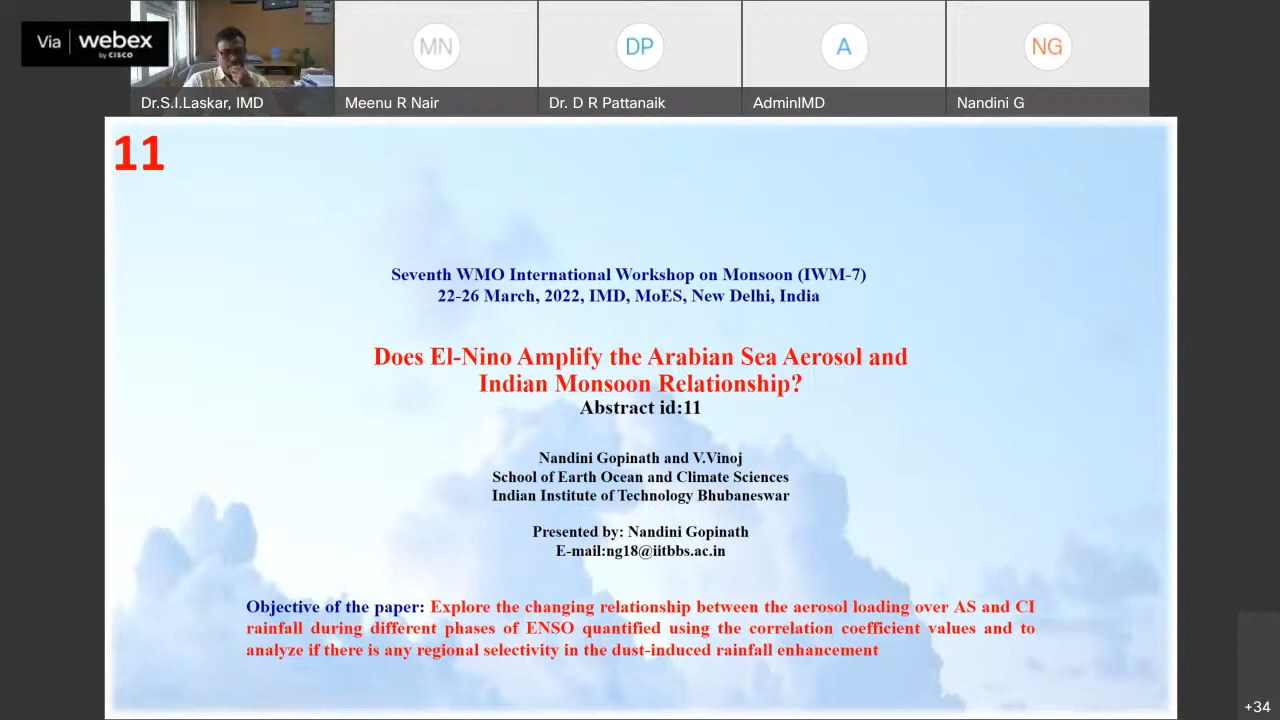 Via webex
by CISCO
Dr.S.I.Laskar, IMD
MN
Meenu R Nair
DP
Dr. D R Pattanaik
A
AdminIMD
NG
Nandini G
11
Seventh WMO International Workshop on Monsoon (IWM-7)
22-26 March, 2022, IMD, MoES, New Delhi, India
Does El-Nino Amplify the Arabian Sea Aerosol and
Indian Monsoon Relationship?
Abstract id:11
Nandini Gopinath and V.Vinoj
School of Earth Ocean and Climate Sciences
Indian Institute of Technology Bhubaneswar
Presented by: Nandini Gopinath
E-mail:ng18@iitbbs.ac.in
Objective of the paper: Explore the changing relationship between the aerosol loading over AS and CI
rainfall during different phases of ENSO quantified using the correlation coefficient values and to
analyze if there is any regional selectivity in the dust-induced rainfall enhancement
+34